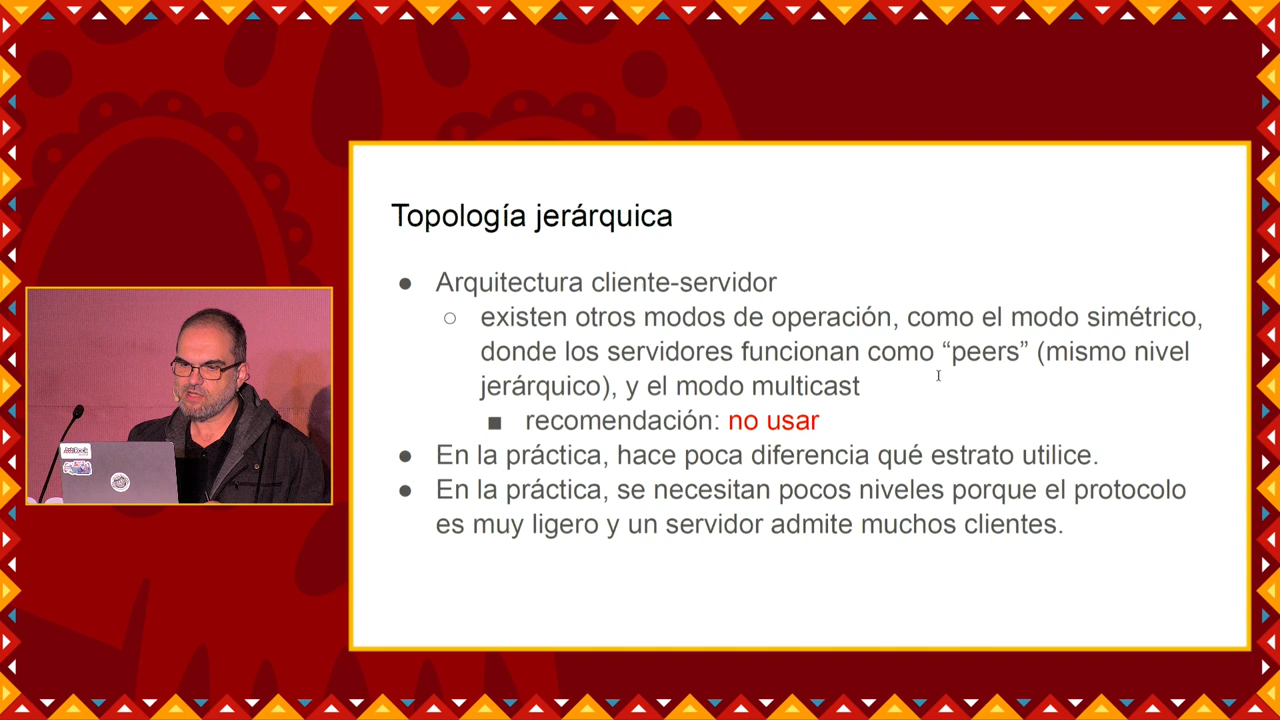 Topología jerárquica
● Arquitectura cliente-servidor
○ existen otros modos de operación, como el modo simétrico,
donde los servidores funcionan como “peers” (mismo nivel
jerárquico), y el modo multicast
■ recomendación: no usar
● En la práctica, hace poca diferencia qué estrato utilice.
● En la práctica, se necesitan pocos niveles porque el protocolo
es muy ligero y un servidor admite muchos clientes.